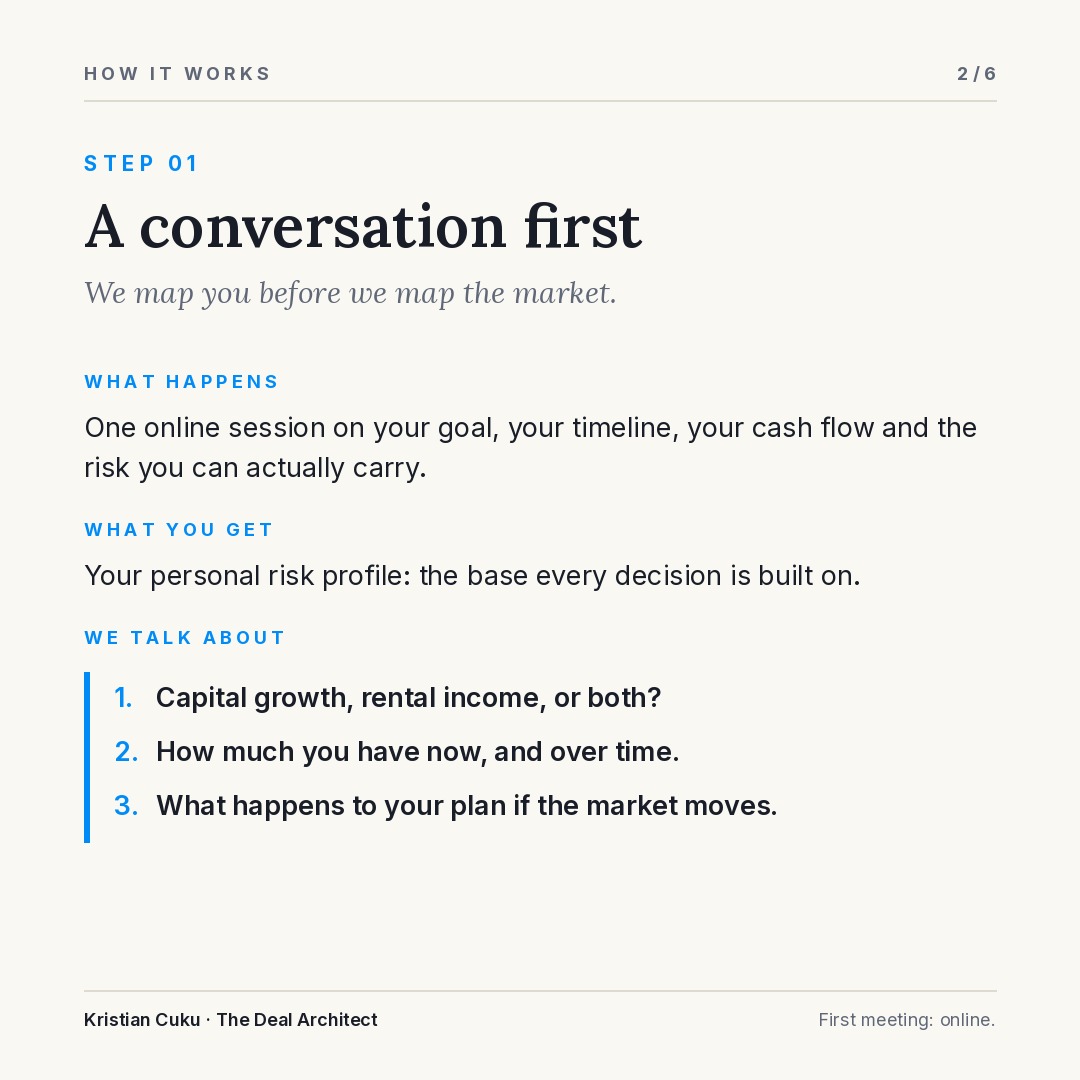 HOW IT WORKS
2 / 6
STEP 01
A conversation first
We map you before we map the market.
WHAT HAPPENS
One online session on your goal, your timeline, your cash flow and the
risk you can actually carry.
WHAT YOU GET
Your personal risk profile: the base every decision is built on.
WE TALK ABOUT
1. Capital growth, rental income, or both?
2. How much you have now, and over time.
3. What happens to your plan if the market moves.
Kristian Cuku · The Deal Architect
First meeting: online.